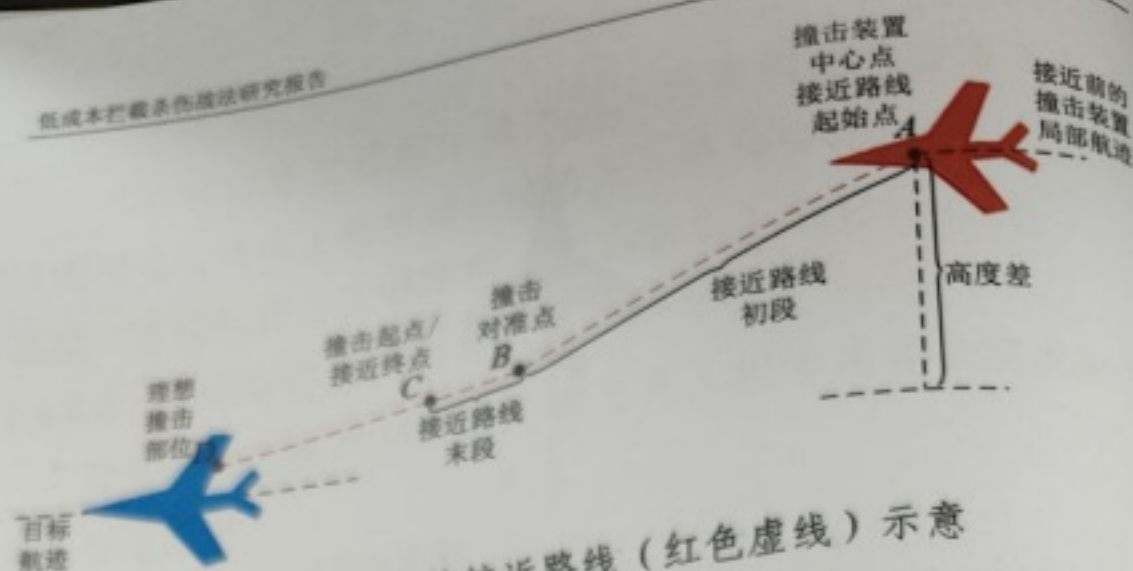 低成本拦截杀伤战法研究报告
撞击装置
中心点
接近路线
起始点
A
接近前的
撞击装置
局部航迹
高度差
接近路线
初段
撞击
对准点
B
撞击起点/
接近终点
C
接近路线
末段
理想
撞击
部位
目标
航迹
接近路线（红色虚线）示意